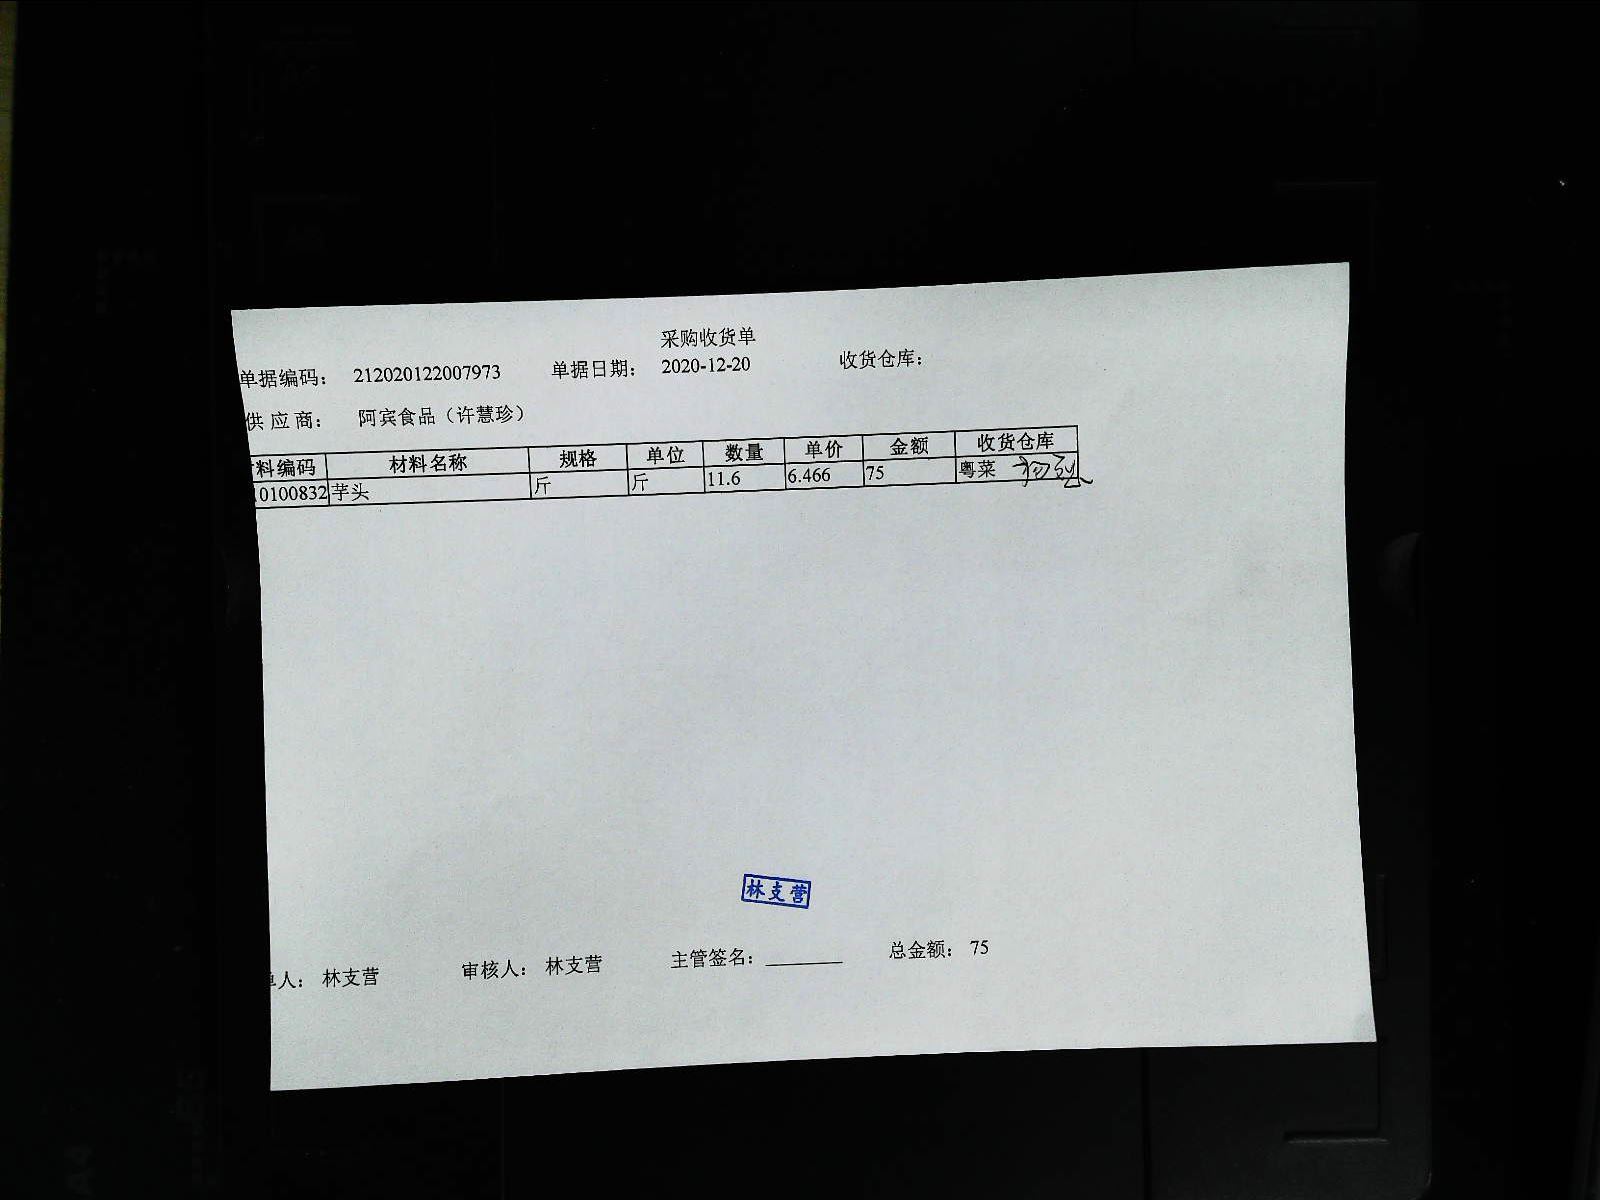 采购收货单
单据编码： 212020122007973 单据日期： 2020-12-20 收货仓库：
供 应 商： 阿宾食品（许慧珍）
料编码 材料名称 规格 单位 数量 单价 金额 收货仓库
10100832 芋头 斤 斤 11.6 6.466 75 粤菜
林支营
单人： 林支营 审核人： 林支营 主管签名：________ 总金额： 75